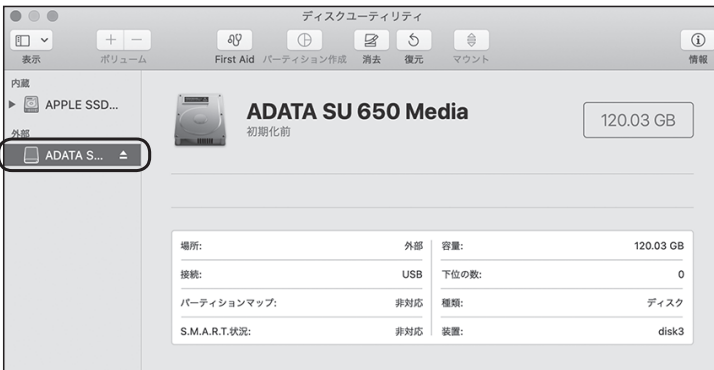 ディスクユーティリティ
表示 ボリューム First Aid パーティション作成 消去 復元 マウント 情報
内蔵
APPLE SSD...
外部
ADATA S...
ADATA SU 650 Media
初期化前
120.03 GB
場所: 外部 容量: 120.03 GB
接続: USB 下位の数: 0
パーティションマップ: 非対応 種類: ディスク
S.M.A.R.T.状況: 非対応 装置: disk3